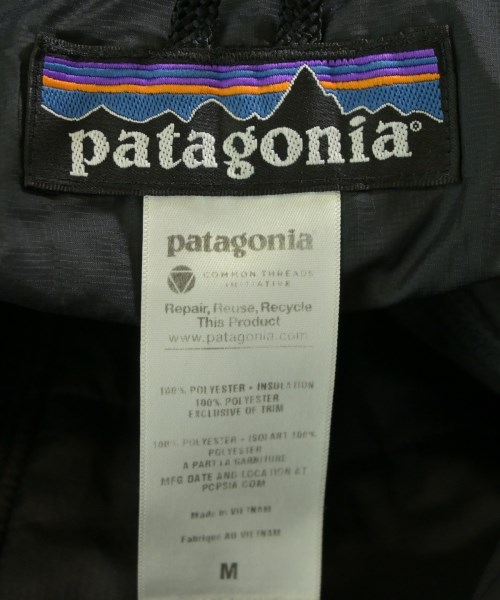 patagonia®
patagonia®
COMMON THREADS
INITIATIVE
Repair, Reuse, Recycle
This Product
www.patagonia.com
100% POLYESTER • INSULATION
100% POLYESTER
EXCLUSIVE OF TRIM
100% POLYESTER • ISOLANT 100%
POLYESTER
A PART LA GARNITURE
MFG DATE AND LOCATION AT
PCPSIA.COM
Made in VIETNAM
Fabriqué AU VIETNAM
M